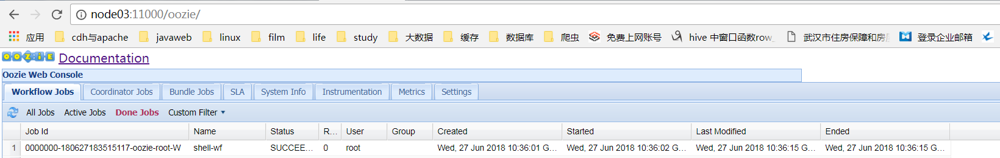 node03:11000/oozie/
应用 cdh与apache javaweb linux film life study 大数据 缓存 数据库 爬虫 免费上网账号 hive 中窗口函数row_ 武汉市住房保障和房 登录企业邮箱
OOZIE Documentation
Oozie Web Console
Workflow Jobs Coordinator Jobs Bundle Jobs SLA System Info Instrumentation Metrics Settings
All Jobs Active Jobs Done Jobs Custom Filter
Job Id Name Status R... User Group Created Started Last Modified Ended
1 0000000-180627183515117-oozie-root-W shell-wf SUCCEE... 0 root Wed, 27 Jun 2018 10:36:01 G... Wed, 27 Jun 2018 10:36:02 G... Wed, 27 Jun 2018 10:36:15 G... Wed, 27 Jun 2018 10:36:15 G...